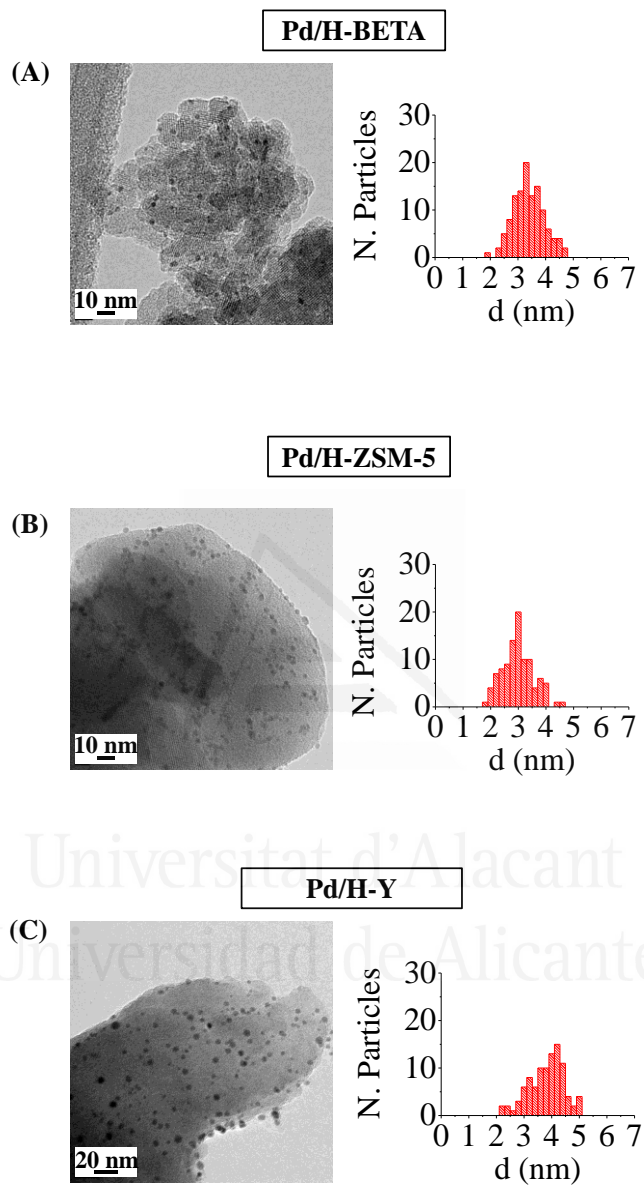 Pd/H-BETA
(A)
10 nm
N. Particles
30
20
10
0
0 1 2 3 4 5 6 7
d (nm)
Pd/H-ZSM-5
(B)
10 nm
N. Particles
30
20
10
0
0 1 2 3 4 5 6 7
d (nm)
Universitat d'Alacant
Pd/H-Y
(C)
Universidad de Alicante
20 nm
N. Particles
30
20
10
0
0 1 2 3 4 5 6 7
d (nm)